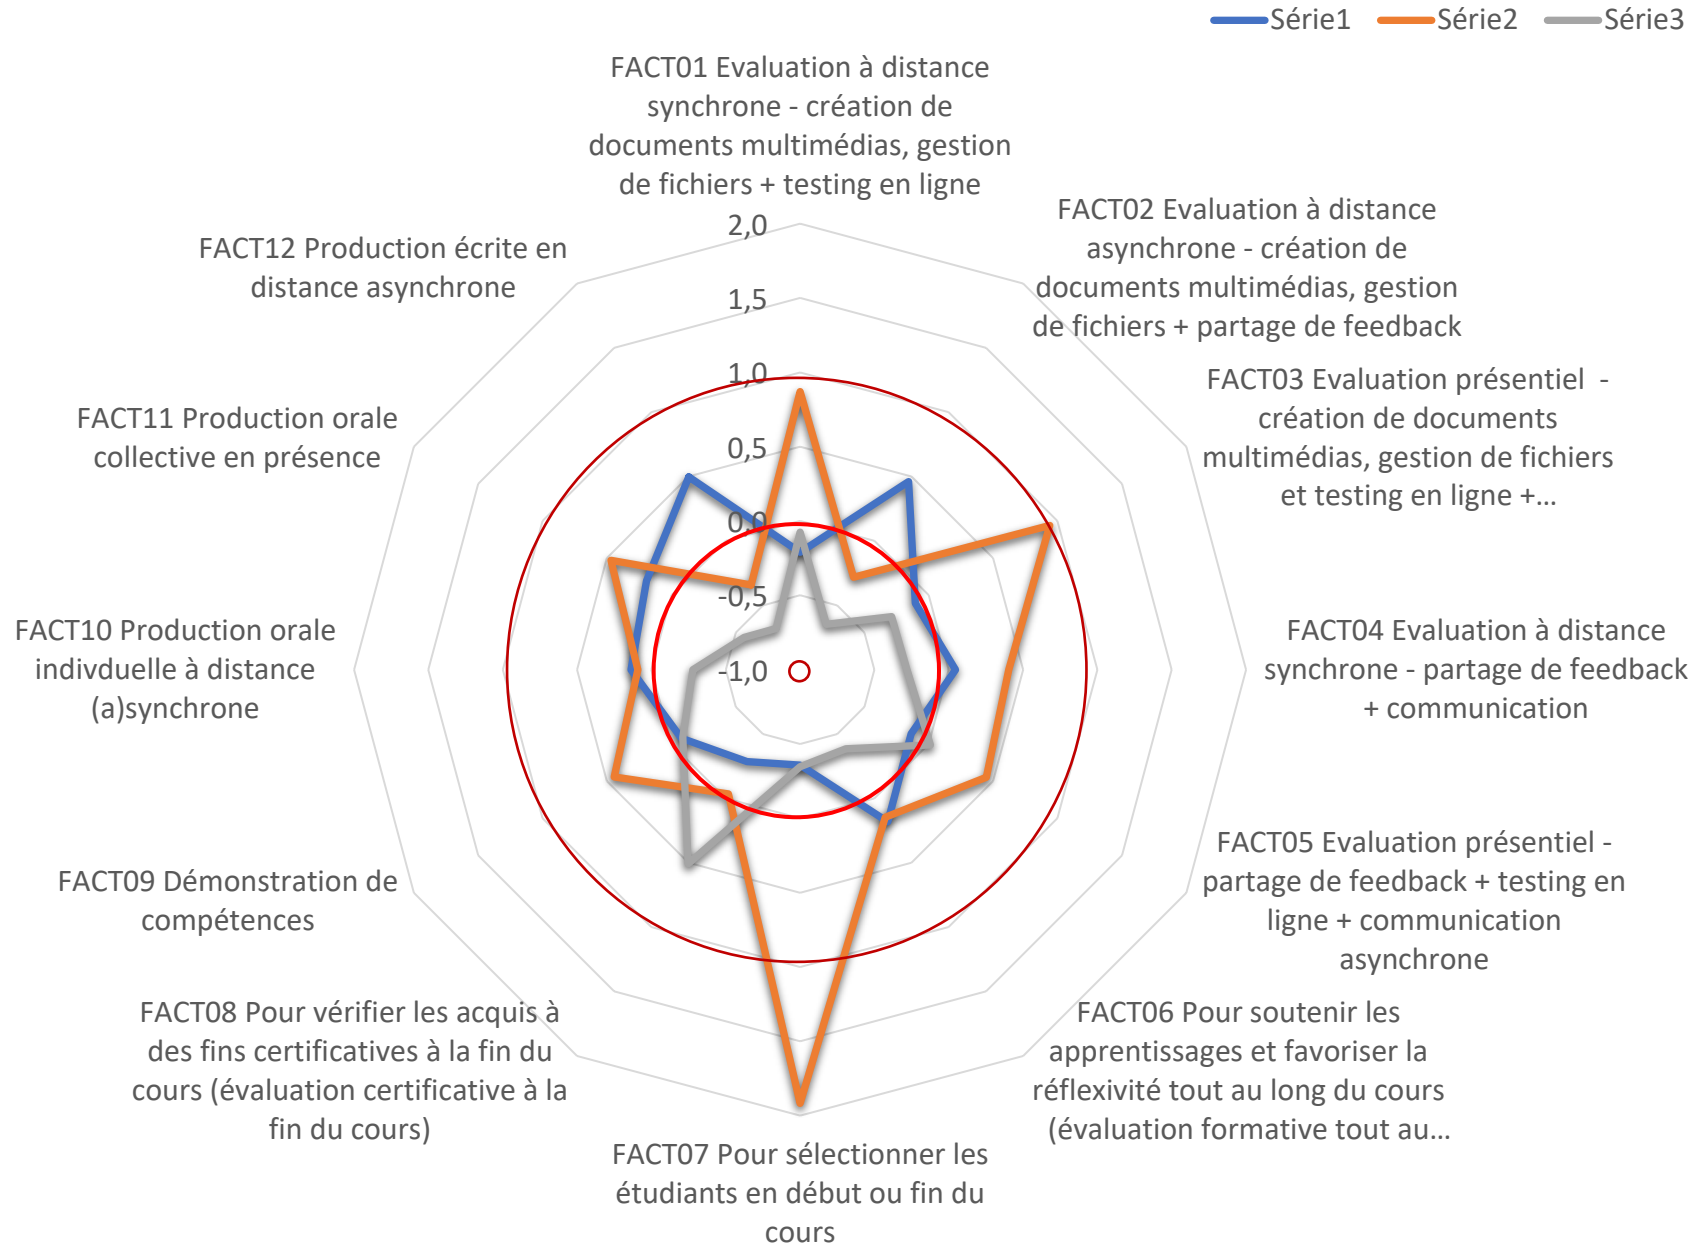 Série1 Série2 Série3
FACT01 Evaluation à distance
synchrone - création de
documents multimédias, gestion
de fichiers + testing en ligne
FACT02 Evaluation à distance
asynchrone - création de
documents multimédias, gestion
de fichiers + partage de feedback
FACT03 Evaluation présentiel -
création de documents
multimédias, gestion de fichiers
et testing en ligne +...
FACT04 Evaluation à distance
synchrone - partage de feedback
+ communication
FACT05 Evaluation présentiel -
partage de feedback + testing en
ligne + communication
asynchrone
FACT06 Pour soutenir les
apprentissages et favoriser la
réflexivité tout au long du cours
(évaluation formative tout au...
FACT07 Pour sélectionner les
étudiants en début ou fin du
cours
FACT08 Pour vérifier les acquis à
des fins certificatives à la fin du
cours (évaluation certificative à la
fin du cours)
FACT09 Démonstration de
compétences
FACT10 Production orale
indivduelle à distance
(a)synchrone
FACT11 Production orale
collective en présence
FACT12 Production écrite en
distance asynchrone
2,0
1,5
1,0
0,5
0,0
-0,5
-1,0